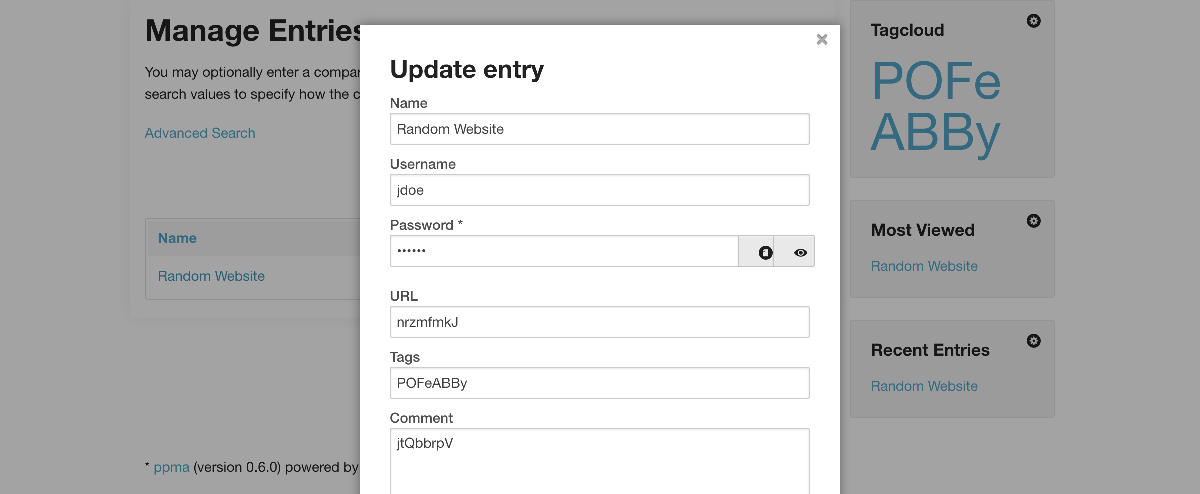 Manage Entries
You may optionally enter a compar
search values to specify how the c
Advanced Search
Name
Random Website
* ppma (version 0.6.0) powered by
×
Update entry
Name
Random Website
Username
jdoe
Password *
••••••
URL
nrzmfmkJ
Tags
POFeABBy
Comment
jtQbbrpV
Tagcloud
POFe
ABBy
Most Viewed
Random Website
Recent Entries
Random Website